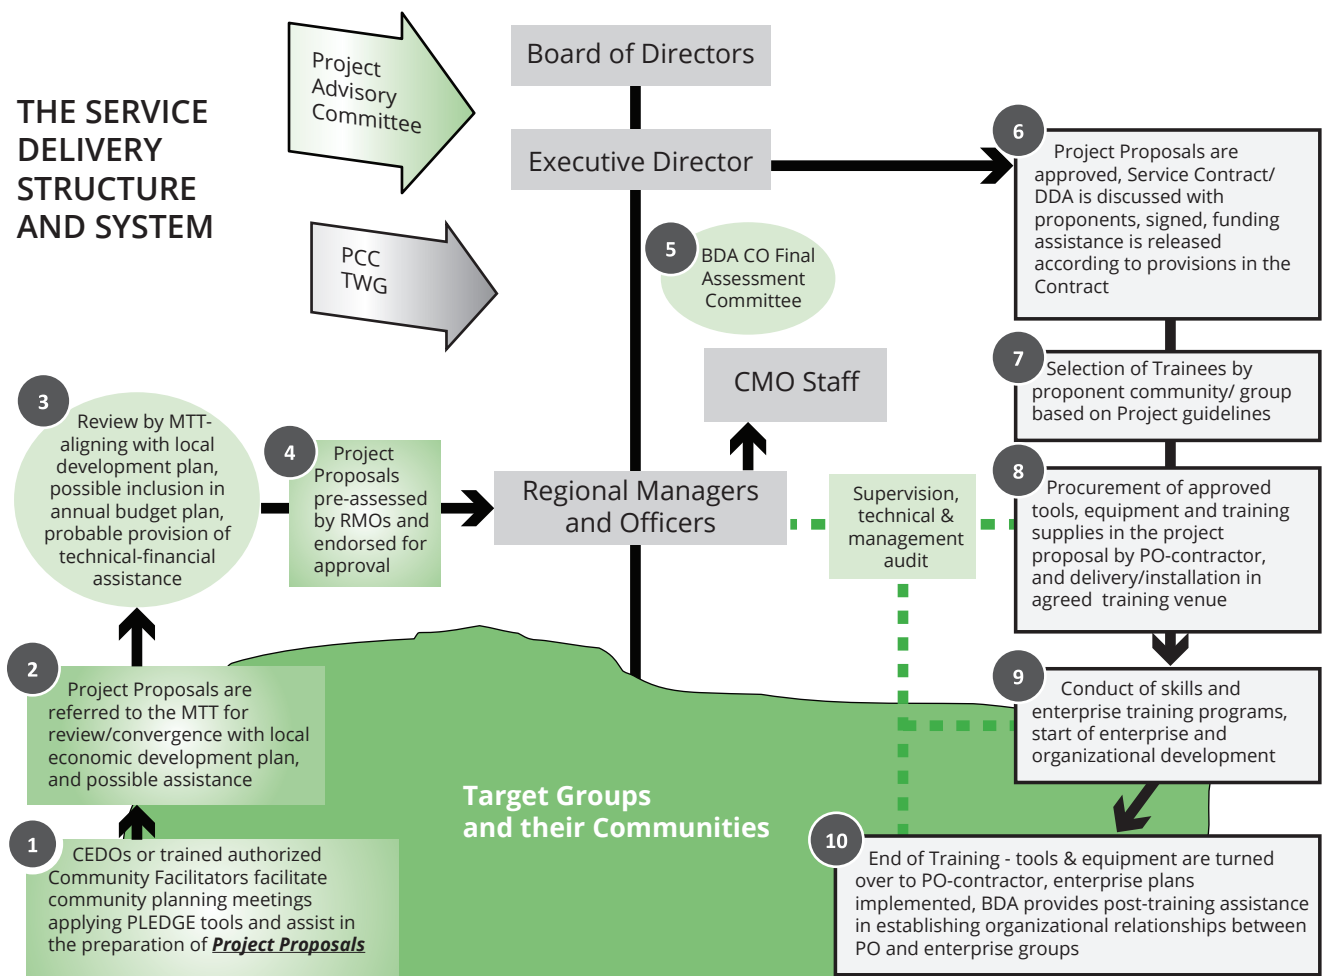 THE SERVICE
DELIVERY
STRUCTURE
AND SYSTEM
Project
Advisory
Committee
PCC
TWG
Board of Directors
Executive Director
5
BDA CO Final
Assessment
Committee
CMO Staff
Regional Managers
and Officers
3
Review by MTT-
aligning with local
development plan,
possible inclusion in
annual budget plan,
probable provision of
technical-financial
assistance
4
Project
Proposals
pre-assessed
by RMOs and
endorsed for
approval
2
Project Proposals are
referred to the MTT for
review/convergence with local
economic development plan,
and possible assistance
1
CEDOs or trained authorized
Community Facilitators facilitate
community planning meetings
applying PLEDGE tools and assist in
the preparation of Project Proposals
Target Groups
and their Communities
Supervision,
technical &
management
audit
6
Project Proposals are
approved, Service Contract/
DDA is discussed with
proponents, signed, funding
assistance is released
according to provisions in the
Contract
7
Selection of Trainees by
proponent community/ group
based on Project guidelines
8
Procurement of approved
tools, equipment and training
supplies in the project
proposal by PO-contractor,
and delivery/installation in
agreed training venue
9
Conduct of skills and
enterprise training programs,
start of enterprise and
organizational development
10
End of Training - tools & equipment are turned
over to PO-contractor, enterprise plans
implemented, BDA provides post-training assistance
in establishing organizational relationships between
PO and enterprise groups